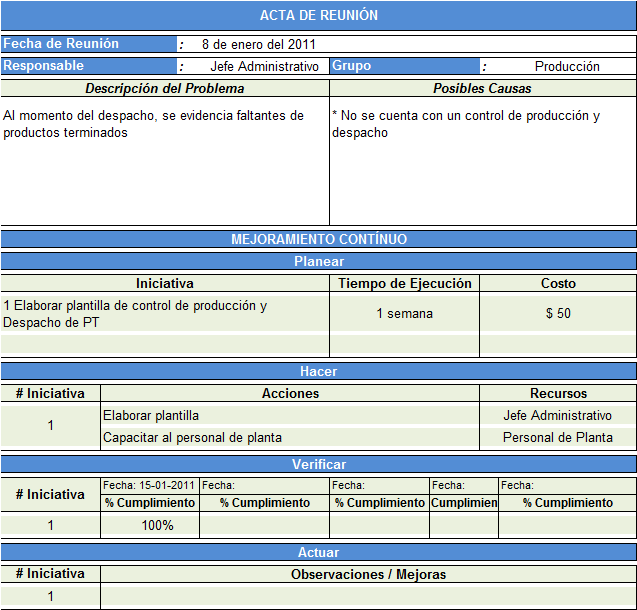 ACTA DE REUNIÓN
Fecha de Reunión : 8 de enero del 2011
Responsable : Jefe Administrativo Grupo : Producción
Descripción del Problema Posibles Causas
Al momento del despacho, se evidencia faltantes de productos terminados
* No se cuenta con un control de producción y despacho
MEJORAMIENTO CONTÍNUO
Planear
Iniciativa Tiempo de Ejecución Costo
1 Elaborar plantilla de control de producción y Despacho de PT 1 semana $ 50
Hacer
# Iniciativa Acciones Recursos
1 Elaborar plantilla Jefe Administrativo
Capacitar al personal de planta Personal de Planta
Verificar
# Iniciativa Fecha: 15-01-2011 Fecha: Fecha: Fecha: Fecha:
% Cumplimiento % Cumplimiento % Cumplimiento Cumplimien % Cumplimiento
1 100%
Actuar
# Iniciativa Observaciones / Mejoras
1